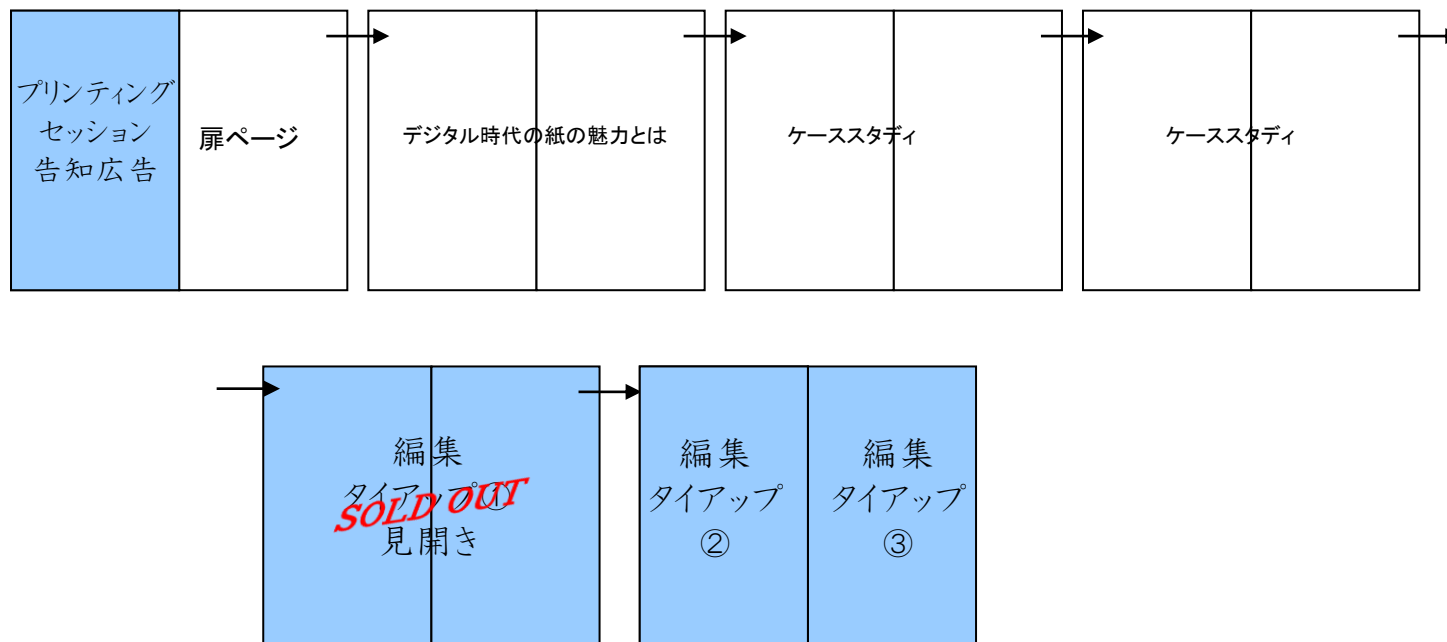 プリンティング
セッション
告知広告
扉ページ
デジタル時代の紙の魅力とは
ケーススタディ
ケーススタディ
編集
タイアップ①
見開き
SOLD OUT
編集
タイアップ
②
編集
タイアップ
③